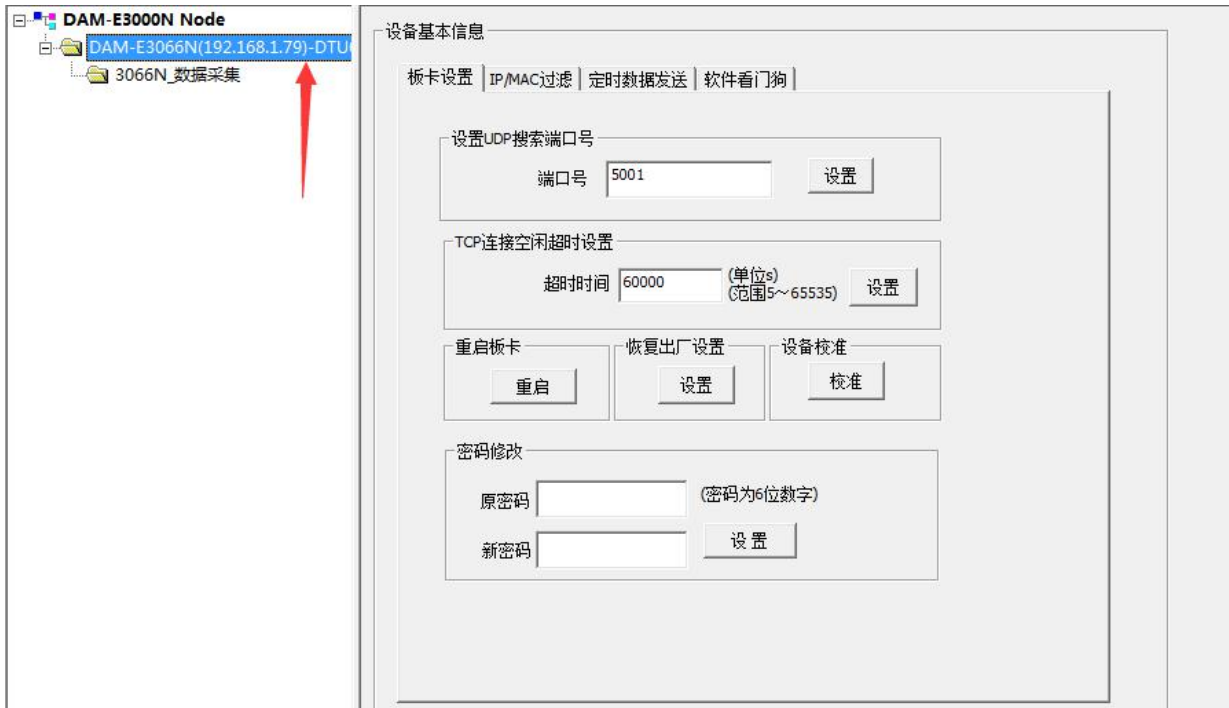 DAM-E3000N Node
DAM-E3066N(192.168.1.79)-DTU
3066N_数据采集
设备基本信息
板卡设置 IP/MAC过滤 定时数据发送 软件看门狗
设置UDP搜索端口号
端口号 5001 设置
TCP连接空闲超时设置
超时时间 60000 (单位s) (范围5～65535) 设置
重启板卡 恢复出厂设置 设备校准
重启 设置 校准
密码修改
原密码 (密码为6位数字)
新密码 设 置